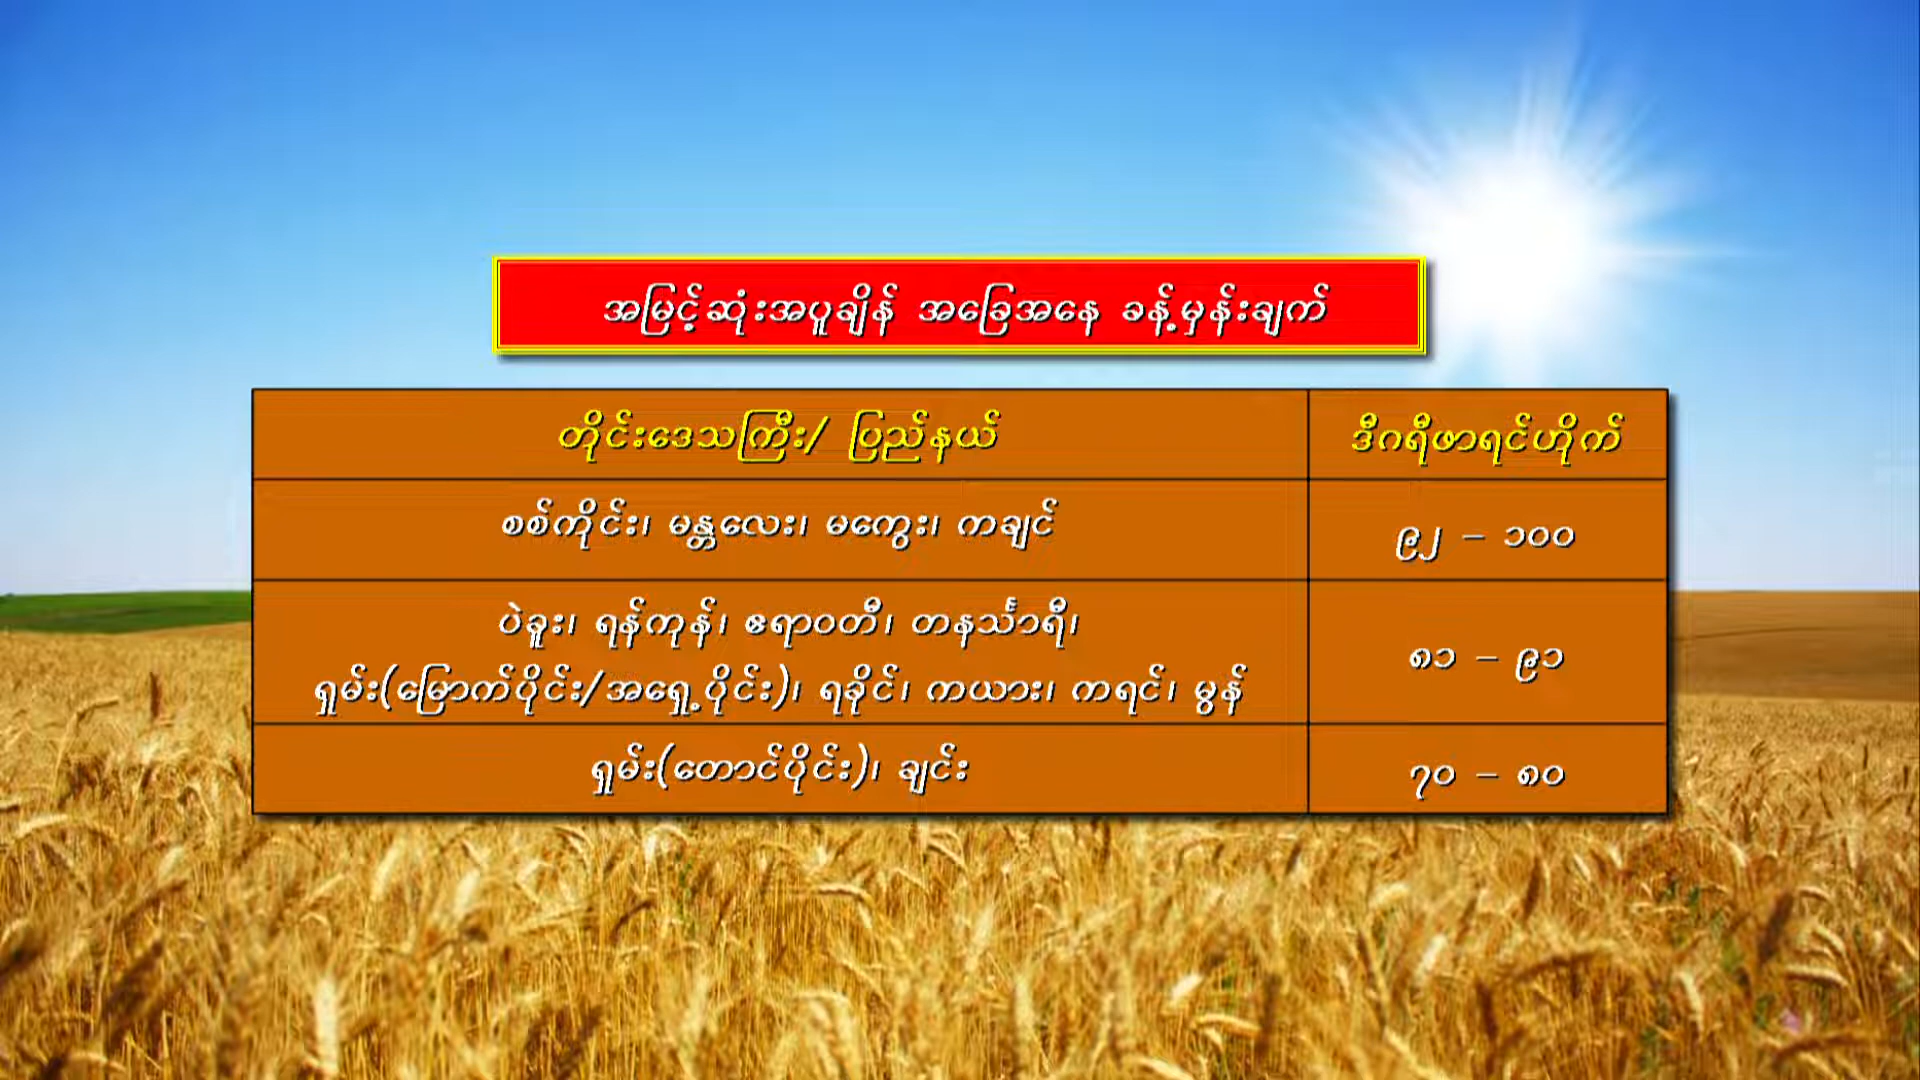 အမြင့်ဆုံးအပူချိန် အခြေအနေ ခန့်မှန်းချက်
တိုင်းဒေသကြီး/ ပြည်နယ်
ဒီဂရီဖာရင်ဟိုက်
စစ်ကိုင်း၊ မန္တလေး၊ မကွေး၊ ကချင်
၉၂ – ၁၀၀
ပဲခူး၊ ရန်ကုန်၊ ဧရာဝတီ၊ တနင်္သာရီ၊
ရှမ်း(မြောက်ပိုင်း/အရှေ့ပိုင်း)၊ ရခိုင်၊ ကယား၊ ကရင်၊ မွန်
၈၁ – ၉၁
ရှမ်း(တောင်ပိုင်း)၊ ချင်း
၇၀ – ၈၀